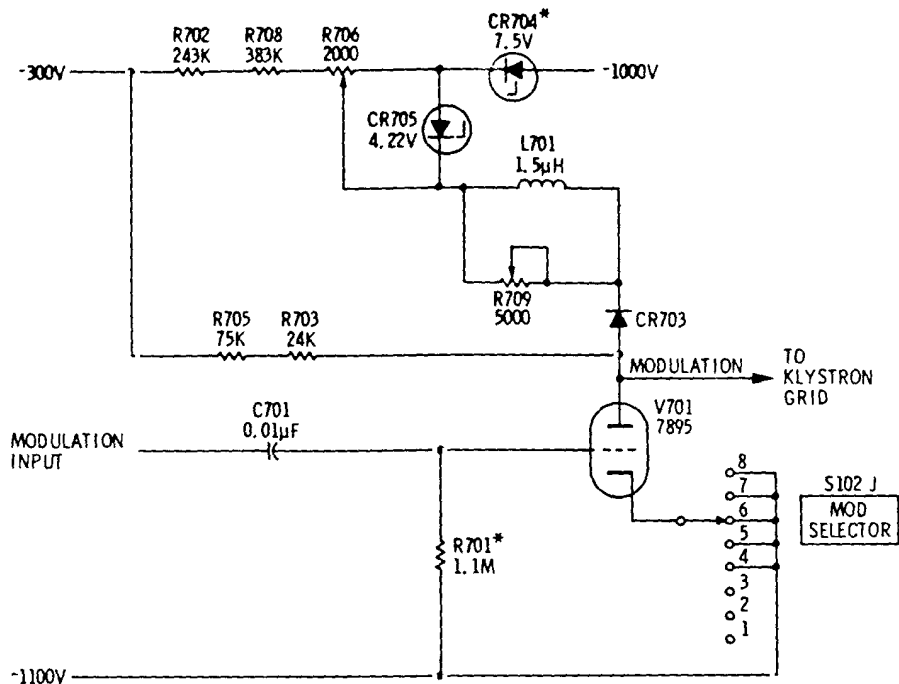 R702
243K
R708
383K
R706
2000
CR704*
7.5V
-300V
-1000V
CR705
4.22V
L701
1.5μH
R709
5000
CR703
R705
75K
R703
24K
MODULATION
TO
KLYSTRON
GRID
C701
0.01μF
V701
7895
MODULATION
INPUT
8
7
6
5
4
3
2
1
S102 J
MOD
SELECTOR
R701*
1.1M
-1100V